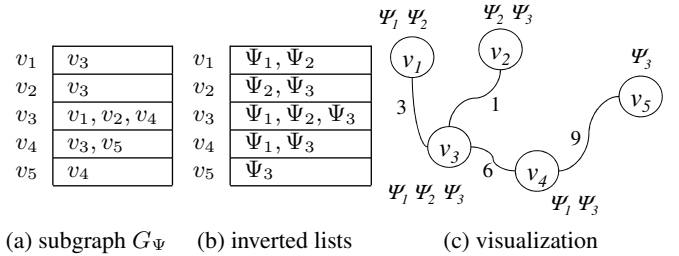 v1 v3
v2 v3
v3 v1, v2, v4
v4 v3, v5
v5 v4
(a) subgraph GΨ
v1 Ψ1, Ψ2
v2 Ψ2, Ψ3
v3 Ψ1, Ψ2, Ψ3
v4 Ψ1, Ψ3
v5 Ψ3
(b) inverted lists
Ψ1 Ψ2
Ψ2 Ψ3
v1
v2
Ψ3
v5
3
1
9
v3
6
v4
Ψ1 Ψ2 Ψ3
Ψ1 Ψ3
(c) visualization